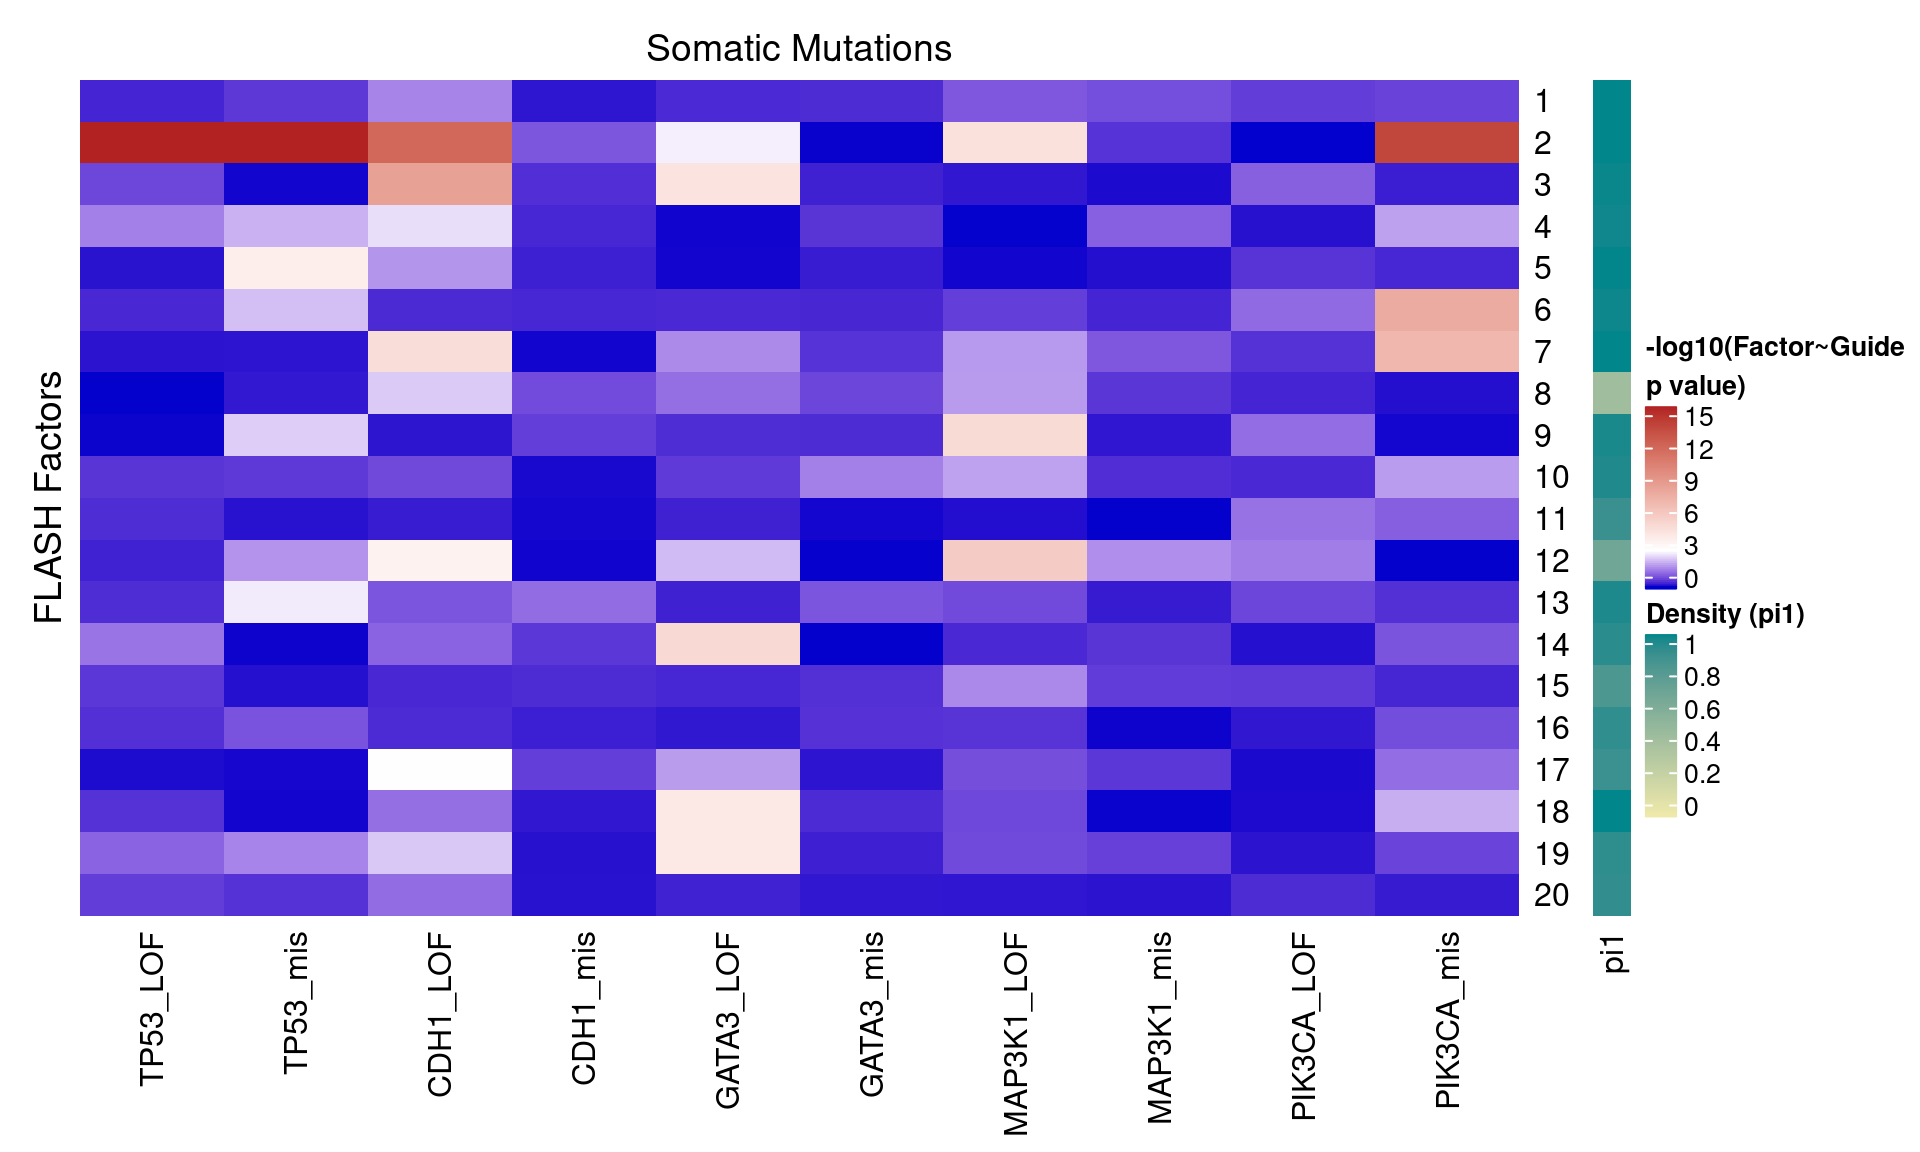 Somatic Mutations
FLASH Factors
1
2
3
4
5
6
7
8
9
10
11
12
13
14
15
16
17
18
19
20
TP53_LOF
TP53_mis
CDH1_LOF
CDH1_mis
GATA3_LOF
GATA3_mis
MAP3K1_LOF
MAP3K1_mis
PIK3CA_LOF
PIK3CA_mis
pi1
-log10(Factor~Guide
p value)
15
12
9
6
3
0
Density (pi1)
1
0.8
0.6
0.4
0.2
0